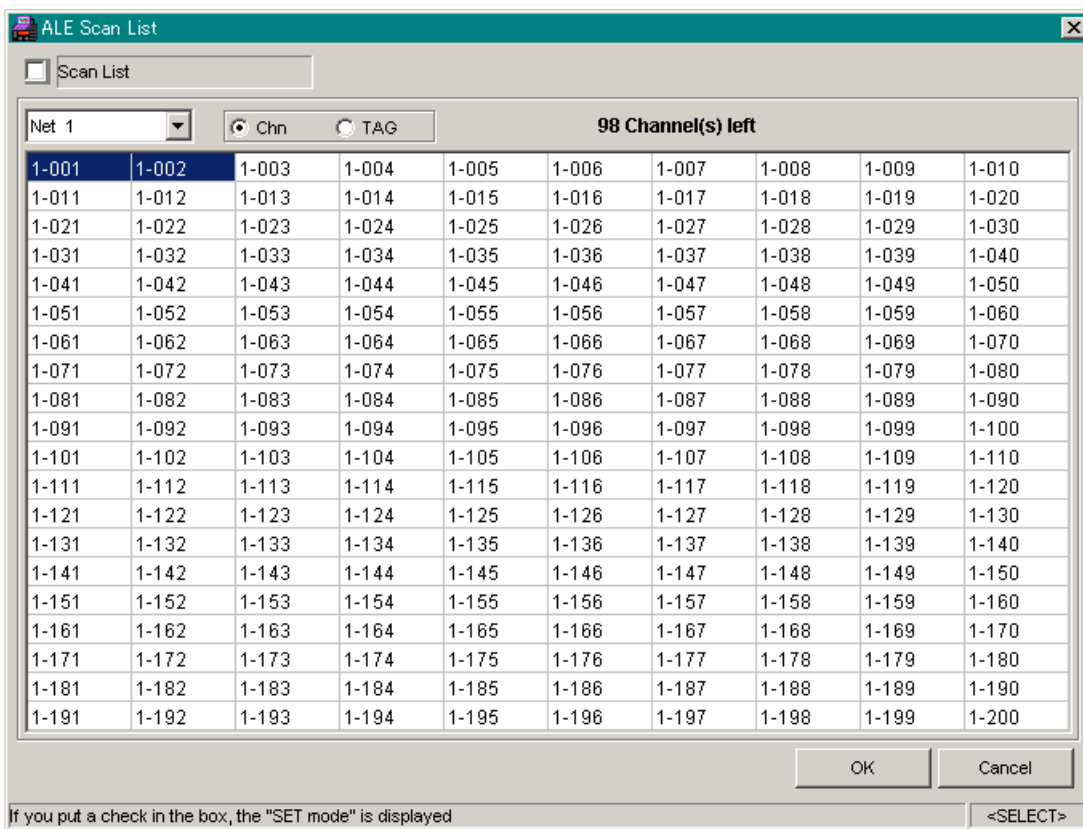 ALE Scan List
Scan List
Net 1 Chn TAG 98 Channel(s) left
1-001 1-002 1-003 1-004 1-005 1-006 1-007 1-008 1-009 1-010
1-011 1-012 1-013 1-014 1-015 1-016 1-017 1-018 1-019 1-020
1-021 1-022 1-023 1-024 1-025 1-026 1-027 1-028 1-029 1-030
1-031 1-032 1-033 1-034 1-035 1-036 1-037 1-038 1-039 1-040
1-041 1-042 1-043 1-044 1-045 1-046 1-047 1-048 1-049 1-050
1-051 1-052 1-053 1-054 1-055 1-056 1-057 1-058 1-059 1-060
1-061 1-062 1-063 1-064 1-065 1-066 1-067 1-068 1-069 1-070
1-071 1-072 1-073 1-074 1-075 1-076 1-077 1-078 1-079 1-080
1-081 1-082 1-083 1-084 1-085 1-086 1-087 1-088 1-089 1-090
1-091 1-092 1-093 1-094 1-095 1-096 1-097 1-098 1-099 1-100
1-101 1-102 1-103 1-104 1-105 1-106 1-107 1-108 1-109 1-110
1-111 1-112 1-113 1-114 1-115 1-116 1-117 1-118 1-119 1-120
1-121 1-122 1-123 1-124 1-125 1-126 1-127 1-128 1-129 1-130
1-131 1-132 1-133 1-134 1-135 1-136 1-137 1-138 1-139 1-140
1-141 1-142 1-143 1-144 1-145 1-146 1-147 1-148 1-149 1-150
1-151 1-152 1-153 1-154 1-155 1-156 1-157 1-158 1-159 1-160
1-161 1-162 1-163 1-164 1-165 1-166 1-167 1-168 1-169 1-170
1-171 1-172 1-173 1-174 1-175 1-176 1-177 1-178 1-179 1-180
1-181 1-182 1-183 1-184 1-185 1-186 1-187 1-188 1-189 1-190
1-191 1-192 1-193 1-194 1-195 1-196 1-197 1-198 1-199 1-200
OK Cancel
If you put a check in the box, the "SET mode" is displayed <SELECT>